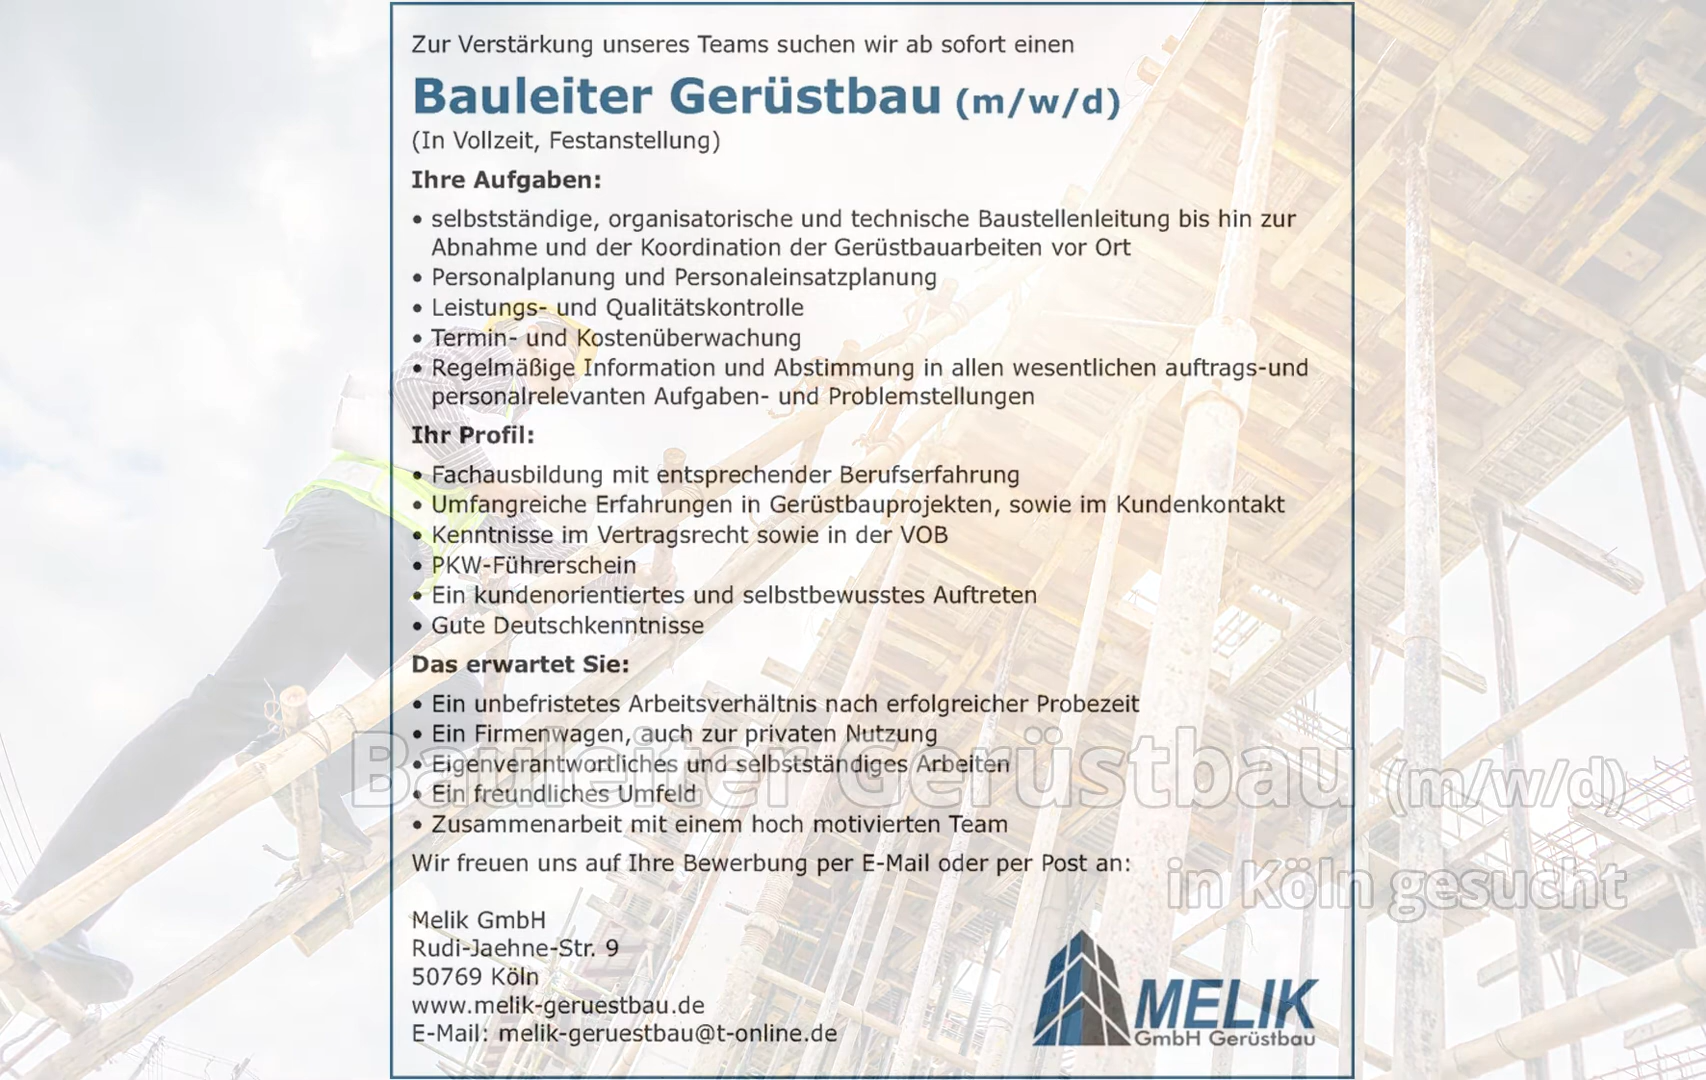 Zur Verstärkung unseres Teams suchen wir ab sofort einen
Bauleiter Gerüstbau (m/w/d)
(In Vollzeit, Festanstellung)
Ihre Aufgaben:
• selbstständige, organisatorische und technische Baustellenleitung bis hin zur
Abnahme und der Koordination der Gerüstbauarbeiten vor Ort
• Personalplanung und Personaleinsatzplanung
• Leistungs- und Qualitätskontrolle
• Termin- und Kostenüberwachung
• Regelmäßige Information und Abstimmung in allen wesentlichen auftrags-und
personalrelevanten Aufgaben- und Problemstellungen
Ihr Profil:
• Fachausbildung mit entsprechender Berufserfahrung
• Umfangreiche Erfahrungen in Gerüstbauprojekten, sowie im Kundenkontakt
• Kenntnisse im Vertragsrecht sowie in der VOB
• PKW-Führerschein
• Ein kundenorientiertes und selbstbewusstes Auftreten
• Gute Deutschkenntnisse
Das erwartet Sie:
• Ein unbefristetes Arbeitsverhältnis nach erfolgreicher Probezeit
• Ein Firmenwagen, auch zur privaten Nutzung
• Eigenverantwortliches und selbstständiges Arbeiten
• Ein freundliches Umfeld
• Zusammenarbeit mit einem hoch motivierten Team
Bauleiter Gerüstbau (m/w/d)
in Köln gesucht
Wir freuen uns auf Ihre Bewerbung per E-Mail oder per Post an:
Melik GmbH
Rudi-Jaehne-Str. 9
50769 Köln
www.melik-geruestbau.de
E-Mail: melik-geruestbau@t-online.de
MELIK
GmbH Gerüstbau